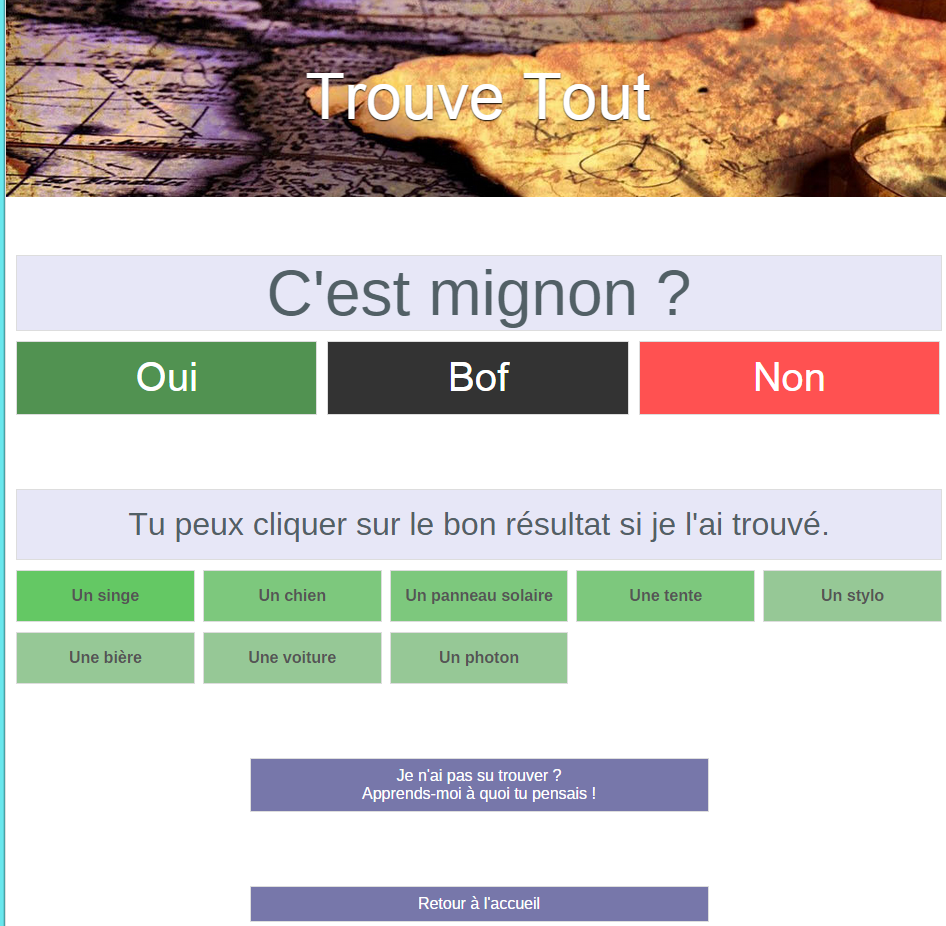 Trouve Tout
C'est mignon ?
Oui
Bof
Non
Tu peux cliquer sur le bon résultat si je l'ai trouvé.
Un singe
Un chien
Un panneau solaire
Une tente
Un stylo
Une bière
Une voiture
Un photon
Je n'ai pas su trouver ?
Apprends-moi à quoi tu pensais !
Retour à l'accueil